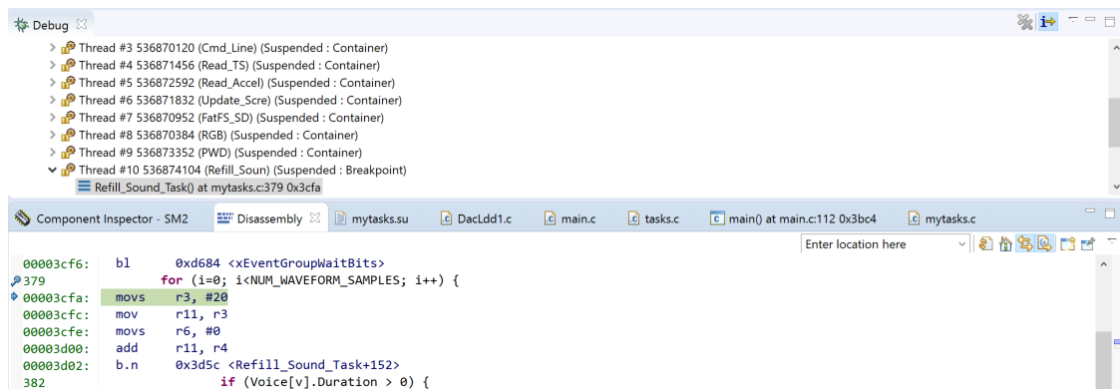 Debug
Thread #3 536870120 (Cmd_Line) (Suspended : Container)
Thread #4 536871456 (Read_TS) (Suspended : Container)
Thread #5 536872592 (Read_Accel) (Suspended : Container)
Thread #6 536871832 (Update_Scre) (Suspended : Container)
Thread #7 536870952 (FatFS_SD) (Suspended : Container)
Thread #8 536870384 (RGB) (Suspended : Container)
Thread #9 536873352 (PWD) (Suspended : Container)
Thread #10 536874104 (Refill_Soun) (Suspended : Breakpoint)
Refill_Sound_Task() at mytasks.c:379 0x3cfa
Component Inspector - SM2 Disassembly mytasks.su DacLdd1.c main.c tasks.c main() at main.c:112 0x3bc4 mytasks.c
Enter location here
00003cf6: bl 0xd684 <xEventGroupWaitBits>
379 for (i=0; i<NUM_WAVEFORM_SAMPLES; i++) {
00003cfa: movs r3, #20
00003cfc: mov r11, r3
00003cfe: movs r6, #0
00003d00: add r11, r4
00003d02: b.n 0x3d5c <Refill_Sound_Task+152>
382 if (Voice[v].Duration > 0) {